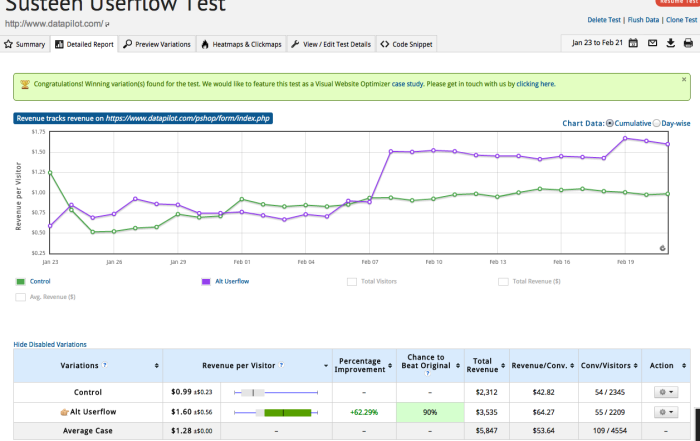 Susteen Userflow Test
http://www.datapilot.com/
Resume Test
Delete Test | Flush Data | Clone Test
Summary Detailed Report Preview Variations Heatmaps & Clickmaps View / Edit Test Details Code Snippet Jan 23 to Feb 21
Congratulations! Winning variation(s) found for the test. We would like to feature this test as a Visual Website Optimizer case study. Please get in touch with us by clicking here. ×
Revenue tracks revenue on https://www.datapilot.com/pshop/form/index.php
Chart Data: Cumulative Day-wise
Revenue per Visitor
$1.75
$1.50
$1.25
$1.00
$0.75
$0.50
$0.25
Jan 23 Jan 26 Jan 29 Feb 01 Feb 04 Feb 07 Feb 10 Feb 13 Feb 16 Feb 19
Control Alt Userflow Total Visitors Total Revenue ($)
Avg. Revenue ($)
Hide Disabled Variations
Variations ? Revenue per Visitor ? Percentage Improvement Chance to Beat Original ? Total Revenue Revenue/Conv. Conv/Visitors Action
Control $0.99 ±$0.23 – – $2,312 $42.82 54 / 2345
Alt Userflow $1.60 ±$0.56 +62.29% 90% $3,535 $64.27 55 / 2209
Average Case $1.28 ±$0.00 – – – $5,847 $53.64 109 / 4554 –